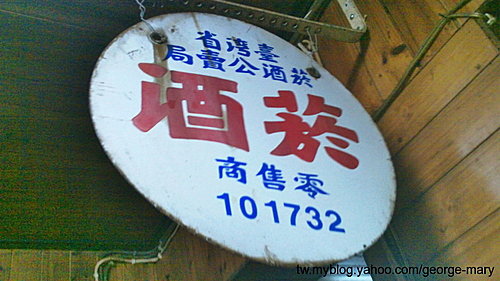 臺灣省
菸酒公賣局
菸酒
零售商
101732
tw.myblog.yahoo.com/george-mary